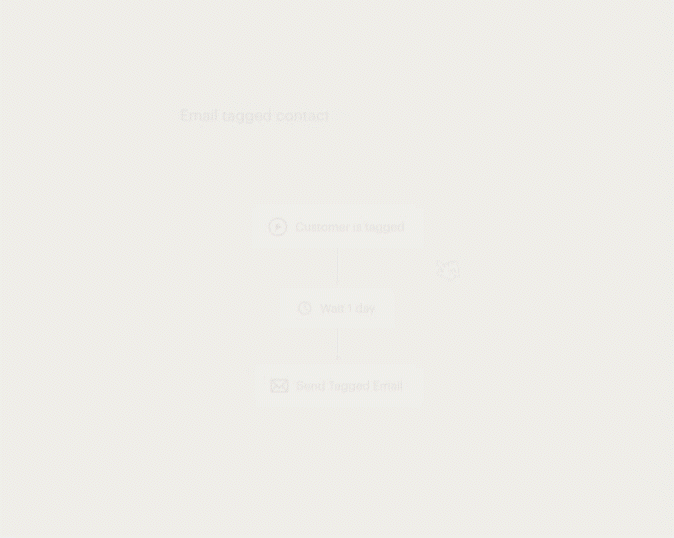 Email tagged contact
Customer is tagged
Wait 1 day
Send Tagged Email